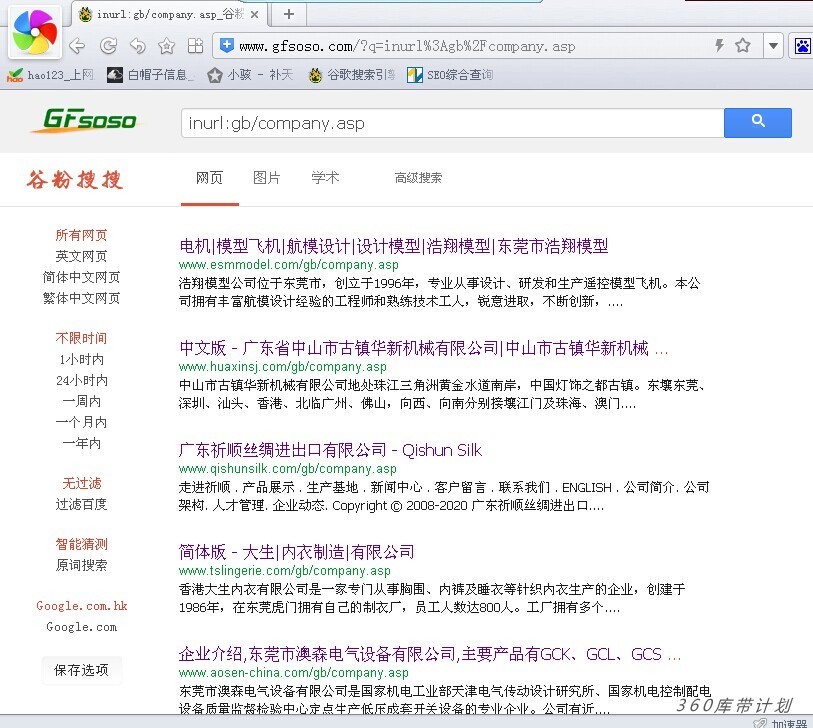 inurl:gb/company.asp_谷粉
www.gfsoso.com/?q=inurl%3Agb%2Fcompany.asp
hao123_上网 白帽子信息_ 小骇 - 补天 谷歌搜索引擎 SEO综合查询
GFsoso inurl:gb/company.asp
谷粉搜搜 网页 图片 学术 高级搜索
所有网页
英文网页
简体中文网页
繁体中文网页
不限时间
1小时内
24小时内
一周内
一个月内
一年内
无过滤
过滤百度
智能猜测
原词搜索
Google.com.hk
Google.com
保存选项
电机|模型飞机|航模设计|设计模型|浩翔模型|东莞市浩翔模型
www.esmmodel.com/gb/company.asp
浩翔模型公司位于东莞市，创立于1996年，专业从事设计、研发和生产遥控模型飞机。本公
司拥有丰富航模设计经验的工程师和熟练技术工人，锐意进取，不断创新，....
中文版 - 广东省中山市古镇华新机械有限公司|中山市古镇华新机械 ...
www.huaxinsj.com/gb/company.asp
中山市古镇华新机械有限公司地处珠江三角洲黄金水道南岸，中国灯饰之都古镇。东壤东莞、
深圳、汕头、香港、北临广州、佛山，向西、向南分别接壤江门及珠海、澳门....
广东祈顺丝绸进出口有限公司 - Qishun Silk
www.qishunsilk.com/gb/company.asp
走进祈顺 . 产品展示 . 生产基地 . 新闻中心 . 客户留言 . 联系我们 . ENGLISH . 公司简介. 公司
架构. 人才管理. 企业动态. Copyright © 2008-2020 广东祈顺丝绸进出口....
简体版 - 大生|内衣制造|有限公司
www.tslingerie.com/gb/company.asp
香港大生内衣有限公司是一家专门从事胸围、内裤及睡衣等针织内衣生产的企业，创建于
1986年，在东莞虎门拥有自己的制衣厂，员工人数达800人。工厂拥有多个....
企业介绍,东莞市澳森电气设备有限公司,主要产品有GCK、GCL、GCS ...
www.aosen-china.com/gb/company.asp
东莞市澳森电气设备有限公司是国家机电工业部天津电气传动设计研究所、国家机电控制配电
设备质量监督检验中心定点生产低压成套开关设备的专业企业。公司有近....
360库带计划
加速器